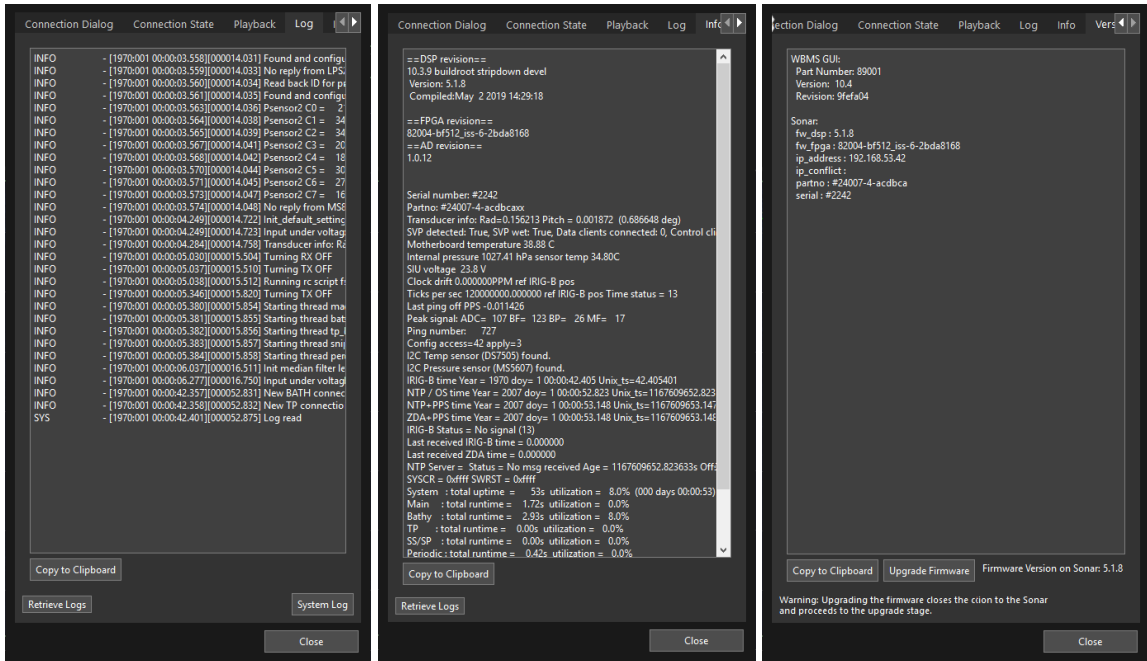 Connection Dialog Connection State Playback Log
INFO - [1970:001 00:00:03.558][000014.031] Found and configu
INFO - [1970:001 00:00:03.559][000014.033] No reply from LPS2
INFO - [1970:001 00:00:03.560][000014.034] Read back ID for pe
INFO - [1970:001 00:00:03.561][000014.035] Found and configu
INFO - [1970:001 00:00:03.563][000014.036] Psensor2 C0 = 2
INFO - [1970:001 00:00:03.564][000014.038] Psensor2 C1 = 34
INFO - [1970:001 00:00:03.565][000014.039] Psensor2 C2 = 34
INFO - [1970:001 00:00:03.567][000014.041] Psensor2 C3 = 20
INFO - [1970:001 00:00:03.568][000014.042] Psensor2 C4 = 18
INFO - [1970:001 00:00:03.570][000014.044] Psensor2 C5 = 30
INFO - [1970:001 00:00:03.571][000014.045] Psensor2 C6 = 27
INFO - [1970:001 00:00:03.573][000014.047] Psensor2 C7 = 16
INFO - [1970:001 00:00:03.574][000014.048] No reply from MS8
INFO - [1970:001 00:00:04.249][000014.722] Init_default_setting
INFO - [1970:001 00:00:04.249][000014.723] Input under voltag
INFO - [1970:001 00:00:04.284][000014.758] Transducer info: Ra
INFO - [1970:001 00:00:05.030][000015.504] Turning RX OFF
INFO - [1970:001 00:00:05.037][000015.510] Turning TX OFF
INFO - [1970:001 00:00:05.038][000015.512] Running rc script fs
INFO - [1970:001 00:00:05.346][000015.820] Turning TX OFF
INFO - [1970:001 00:00:05.380][000015.854] Starting thread mai
INFO - [1970:001 00:00:05.381][000015.855] Starting thread bat
INFO - [1970:001 00:00:05.382][000015.856] Starting thread tp_l
INFO - [1970:001 00:00:05.383][000015.857] Starting thread snip
INFO - [1970:001 00:00:05.384][000015.858] Starting thread peri
INFO - [1970:001 00:00:06.037][000016.511] Init median filter le
INFO - [1970:001 00:00:06.277][000016.750] Input under voltag
INFO - [1970:001 00:00:42.357][000052.831] New BATH connec
INFO - [1970:001 00:00:42.358][000052.832] New TP connectio
SYS - [1970:001 00:00:42.401][000052.875] Log read
Copy to Clipboard
Retrieve Logs System Log
Close
Connection Dialog Connection State Playback Log Info
==DSP revision==
10.3.9 buildroot stripdown devel
Version: 5.1.8
Compiled:May 2 2019 14:29:18
==FPGA revision==
82004-bf512_iss-6-2bda8168
==AD revision==
1.0.12
Serial number: #2242
Partno: #24007-4-acdbcaxx
Transducer info: Rad=0.156213 Pitch = 0.001872 (0.686648 deg)
SVP detected: True, SVP wet: True, Data clients connected: 0, Control cli
Motherboard temperature 38.88 C
Internal pressure 1027.41 hPa sensor temp 34.80C
SIU voltage 23.8 V
Clock drift 0.000000PPM ref IRIG-B pos
Ticks per sec 120000000.000000 ref IRIG-B pos Time status = 13
Last ping off PPS -0.011426
Peak signal: ADC= 107 BF= 123 BP= 26 MF= 17
Ping number: 727
Config access=42 apply=3
I2C Temp sensor (DS7505) found.
I2C Pressure sensor (MS5607) found.
IRIG-B time Year = 1970 doy= 1 00:00:42.405 Unix_ts=42.405401
NTP / OS time Year = 2007 doy= 1 00:00:52.823 Unix_ts=1167609652.823
NTP+PPS time Year = 2007 doy= 1 00:00:53.148 Unix_ts=1167609653.147
ZDA+PPS time Year = 2007 doy= 1 00:00:53.148 Unix_ts=1167609653.148
IRIG-B Status = No signal (13)
Last received IRIG-B time = 0.000000
Last received ZDA time = 0.000000
NTP Server = Status = No msg received Age = 1167609652.823633s Offs
SYSCR = 0xffff SWRST = 0xffff
System : total uptime = 53s utilization = 8.0% (000 days 00:00:53)
Main : total runtime = 1.72s utilization = 0.0%
Bathy : total runtime = 2.93s utilization = 8.0%
TP : total runtime = 0.00s utilization = 0.0%
SS/SP : total runtime = 0.00s utilization = 0.0%
Periodic : total runtime = 0.42s utilization = 0.0%
Copy to Clipboard
Retrieve Logs
Close
ection Dialog Connection State Playback Log Info Vers
WBMS GUI:
Part Number: 89001
Version: 10.4
Revision: 9fefa04
Sonar:
fw_dsp : 5.1.8
fw_fpga : 82004-bf512_iss-6-2bda8168
ip_address : 192.168.53.42
ip_conflict :
partno : #24007-4-acdbca
serial : #2242
Copy to Clipboard Upgrade Firmware Firmware Version on Sonar: 5.1.8
Warning: Upgrading the firmware closes the ction to the Sonar
and proceeds to the upgrade stage.
Close